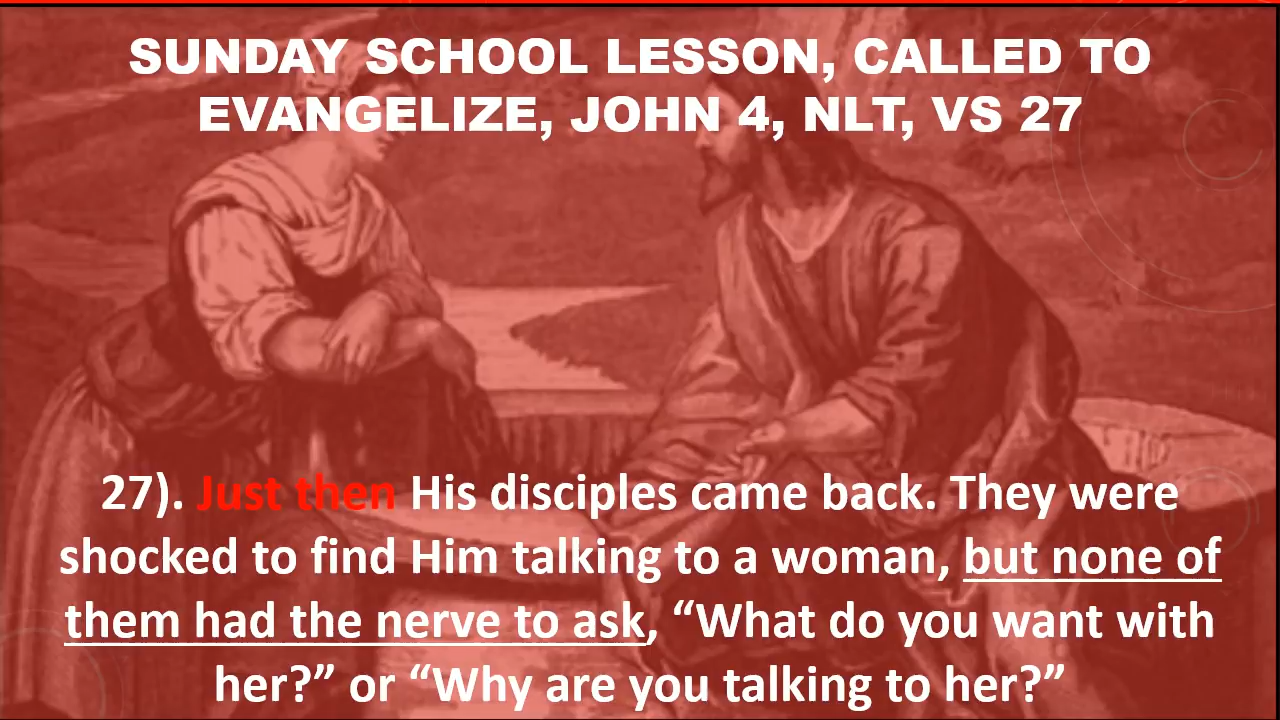 SUNDAY SCHOOL LESSON, CALLED TO
EVANGELIZE, JOHN 4, NLT, VS 27
27). Just then His disciples came back. They were
shocked to find Him talking to a woman, but none of
them had the nerve to ask, “What do you want with
her?” or “Why are you talking to her?”